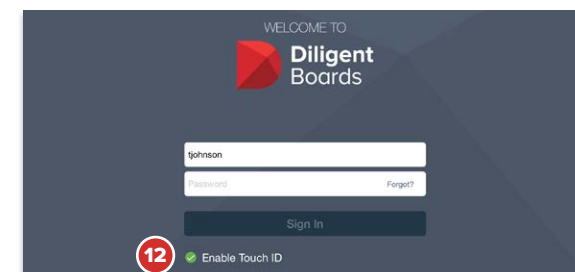 WELCOME TO
Diligent
Boards
tjohnson
Password Forgot?
Sign In
12 Enable Touch ID